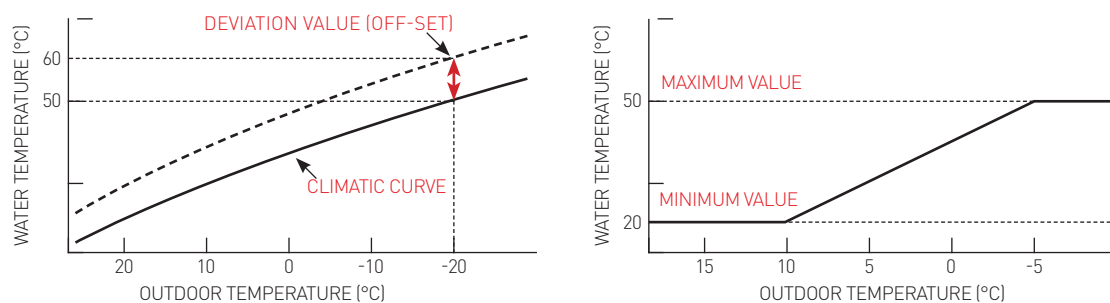 DEVIATION VALUE (OFF-SET)
WATER TEMPERATURE (°C)
60
50
CLIMATIC CURVE
20 10 0 -10 -20
OUTDOOR TEMPERATURE (°C)
WATER TEMPERATURE (°C)
MAXIMUM VALUE
50
MINIMUM VALUE
20
15 10 5 0 -5
OUTDOOR TEMPERATURE (°C)